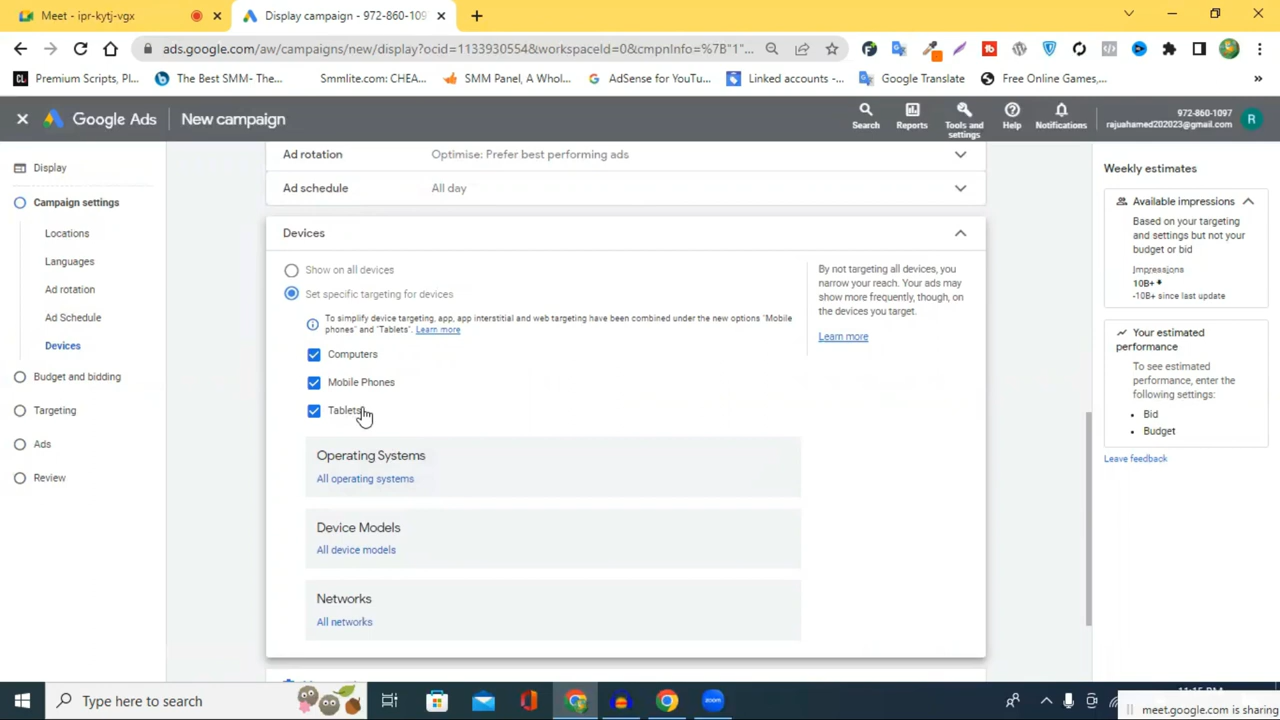 Meet - ipr-kytj-vgx
Display campaign - 972-860-109
ads.google.com/aw/campaigns/new/display?ocid=1133930554&workspaceId=0&cmpnInfo=%7B"1"...
Premium Scripts, Pl...
The Best SMM- The...
Smmlite.com: CHEA...
SMM Panel, A Whol...
AdSense for YouTu...
Linked accounts -...
Google Translate
Free Online Games,...
Google Ads
New campaign
Search
Reports
Tools and settings
Help
Notifications
972-860-1097
rajuahamed202023@gmail.com
R
Display
Campaign settings
Locations
Languages
Ad rotation
Ad Schedule
Devices
Budget and bidding
Targeting
Ads
Review
Ad rotation
Optimise: Prefer best performing ads
Ad schedule
All day
Devices
Show on all devices
Set specific targeting for devices
To simplify device targeting, app, app interstitial and web targeting have been combined under the new options "Mobile
phones" and "Tablets". Learn more
Computers
Mobile Phones
Tablets
Operating Systems
All operating systems
Device Models
All device models
Networks
All networks
By not targeting all devices, you
narrow your reach. Your ads may
show more frequently, though, on
the devices you target.
Learn more
Weekly estimates
Available impressions
Based on your targeting
and settings but not your
budget or bid
Impressions
10B+
-10B+ since last update
Your estimated
performance
To see estimated
performance, enter the
following settings:
• Bid
• Budget
Leave feedback
Type here to search
zoom
meet.google.com is sharing